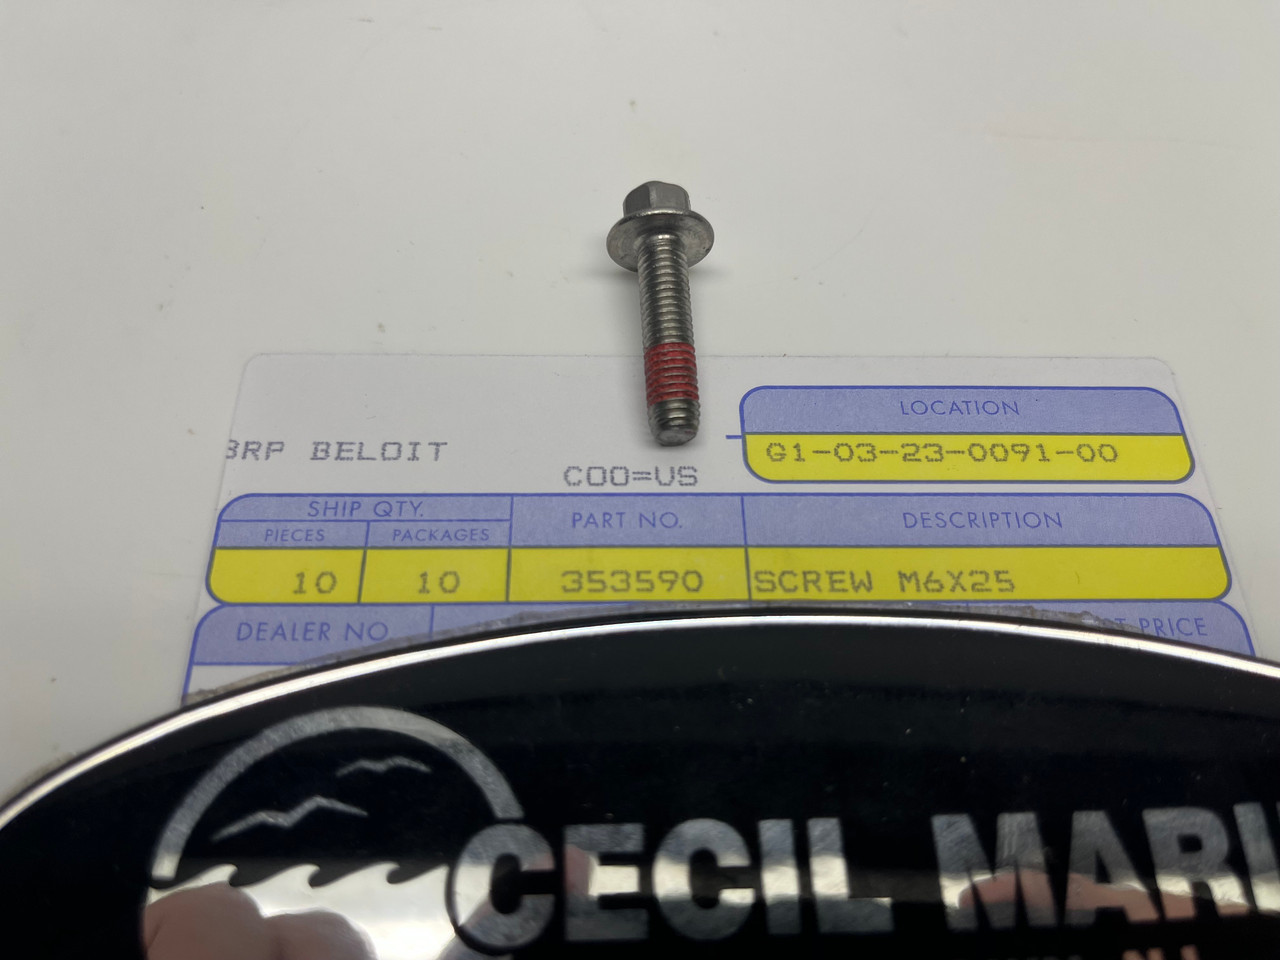 BRP BELOIT
COO=US
LOCATION
G1-03-23-0091-00
SHIP QTY.
PIECES PACKAGES
PART NO.
DESCRIPTION
10 10 353590 SCREW M6X25
DEALER NO
PRICE
CECIL